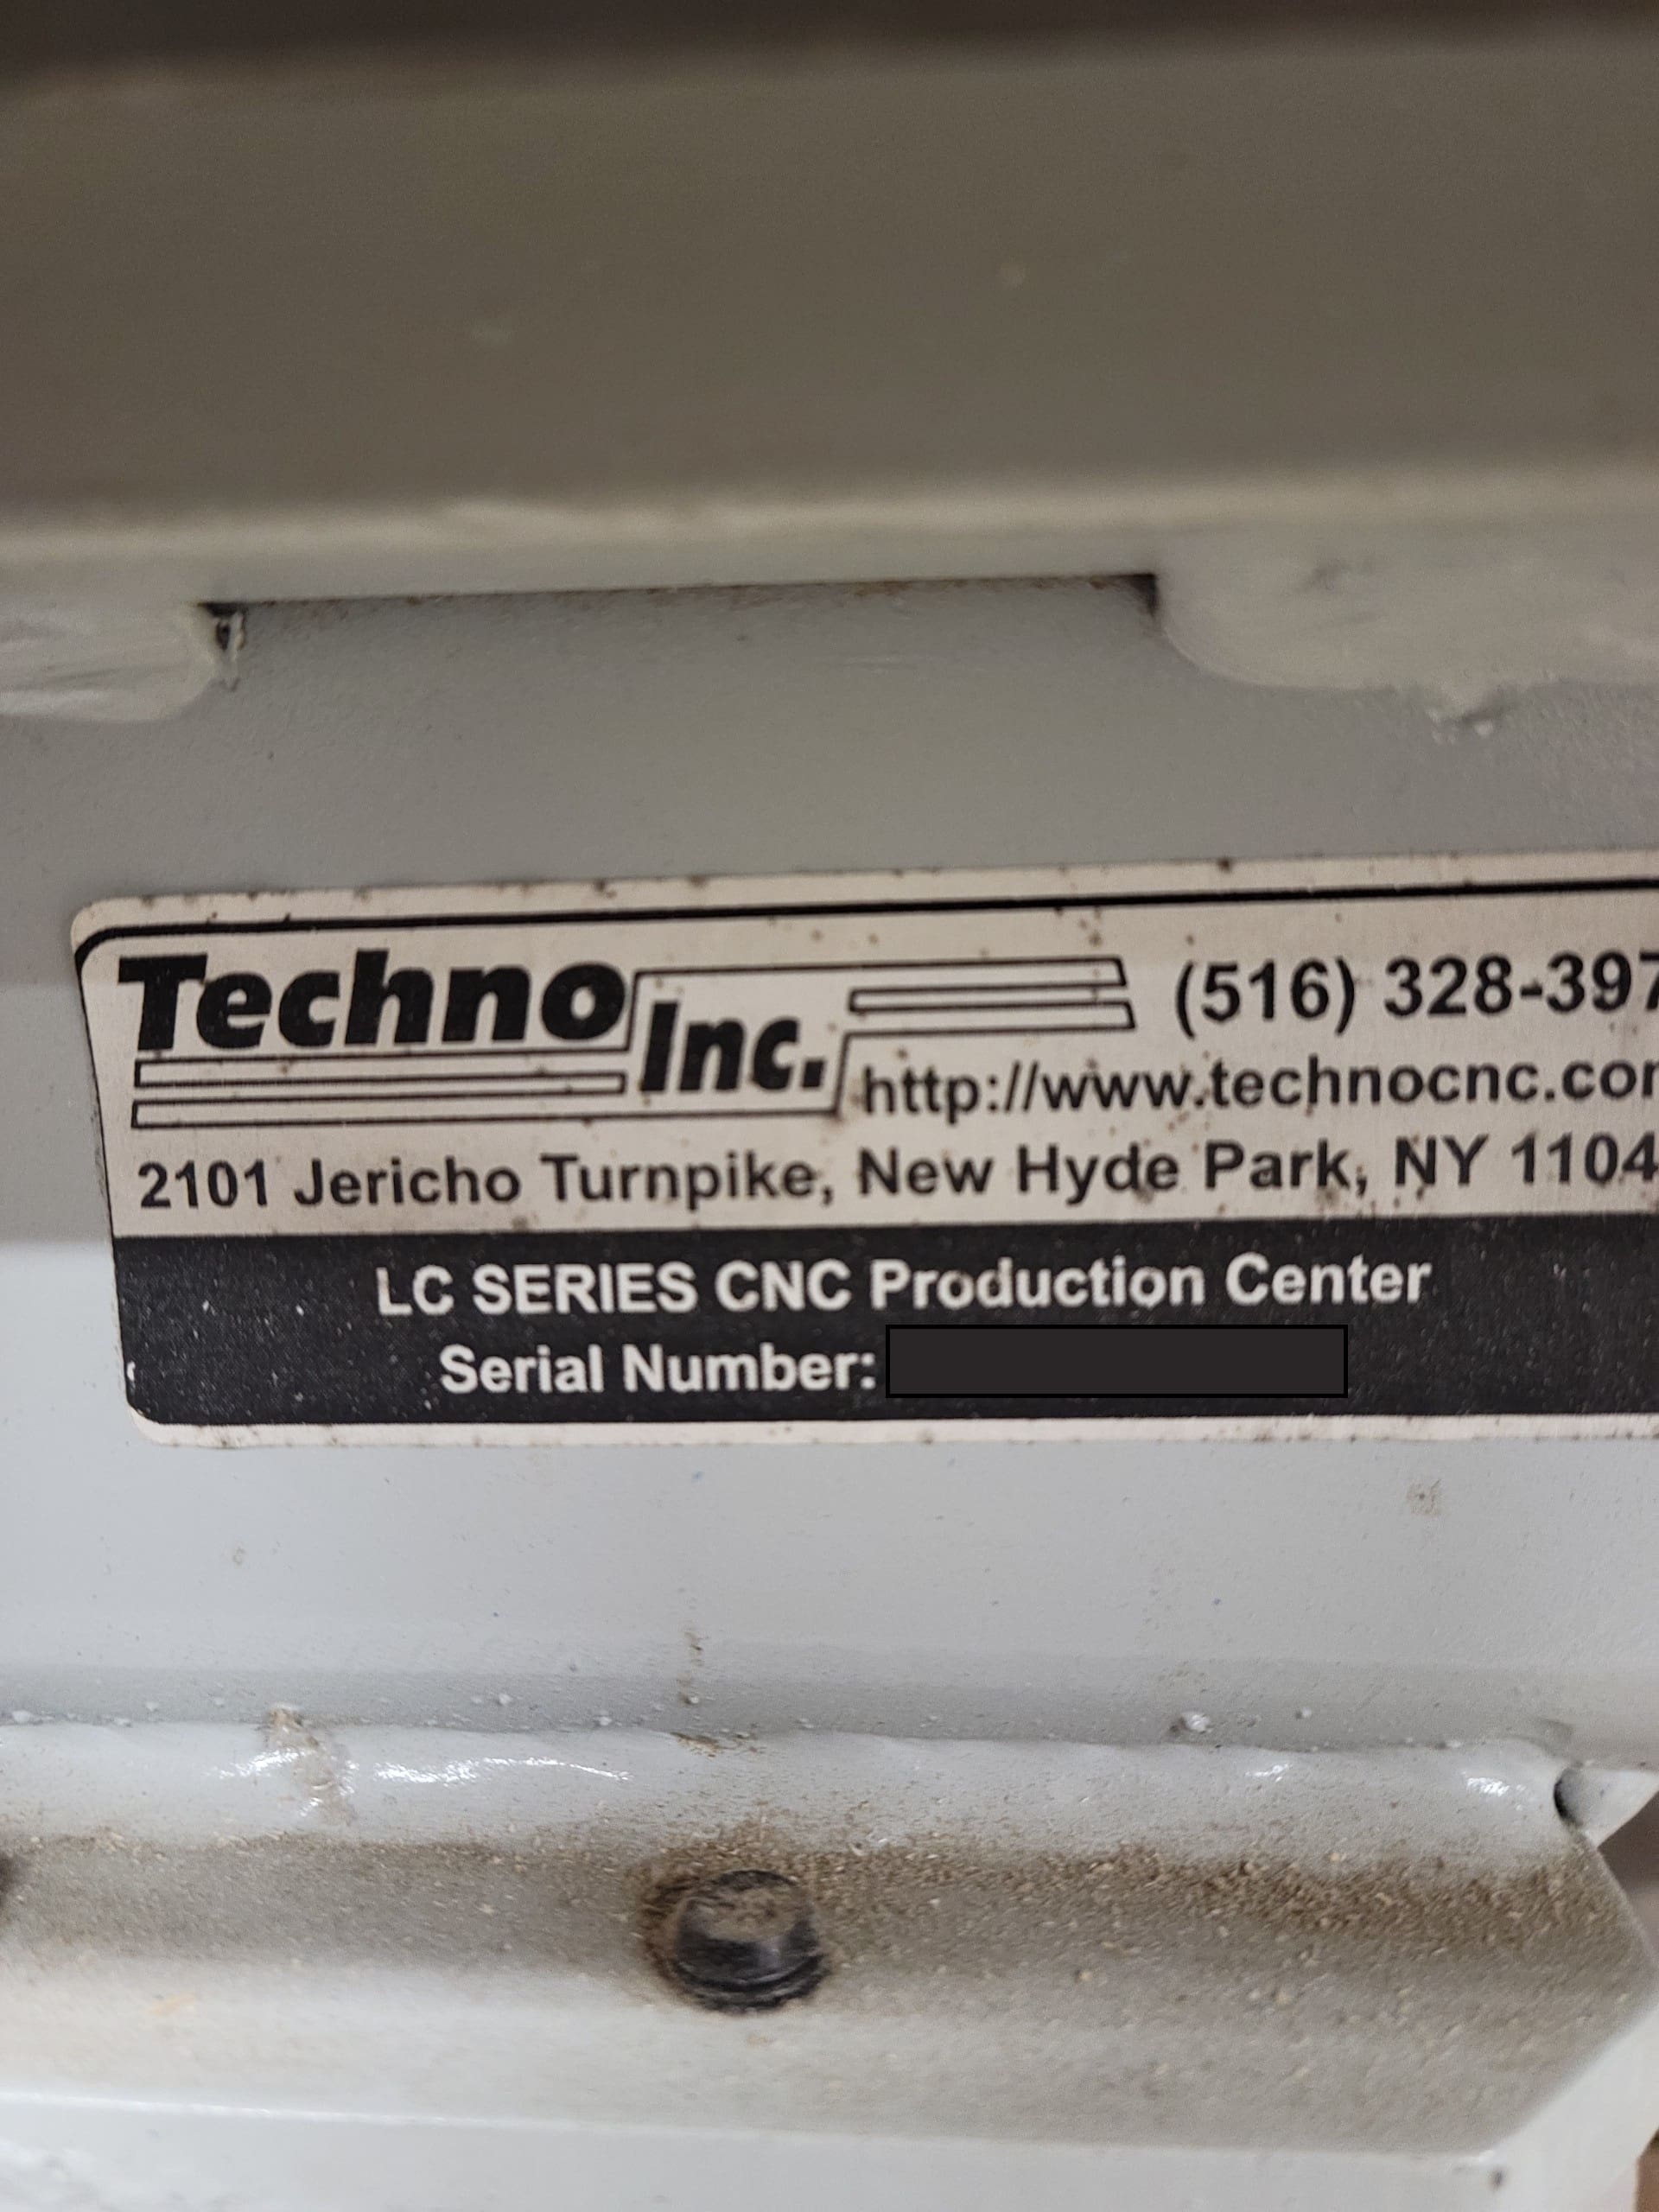 Techno Inc. (516) 328-397
http://www.technocnc.com
2101 Jericho Turnpike, New Hyde Park, NY 1104
LC SERIES CNC Production Center
Serial Number: